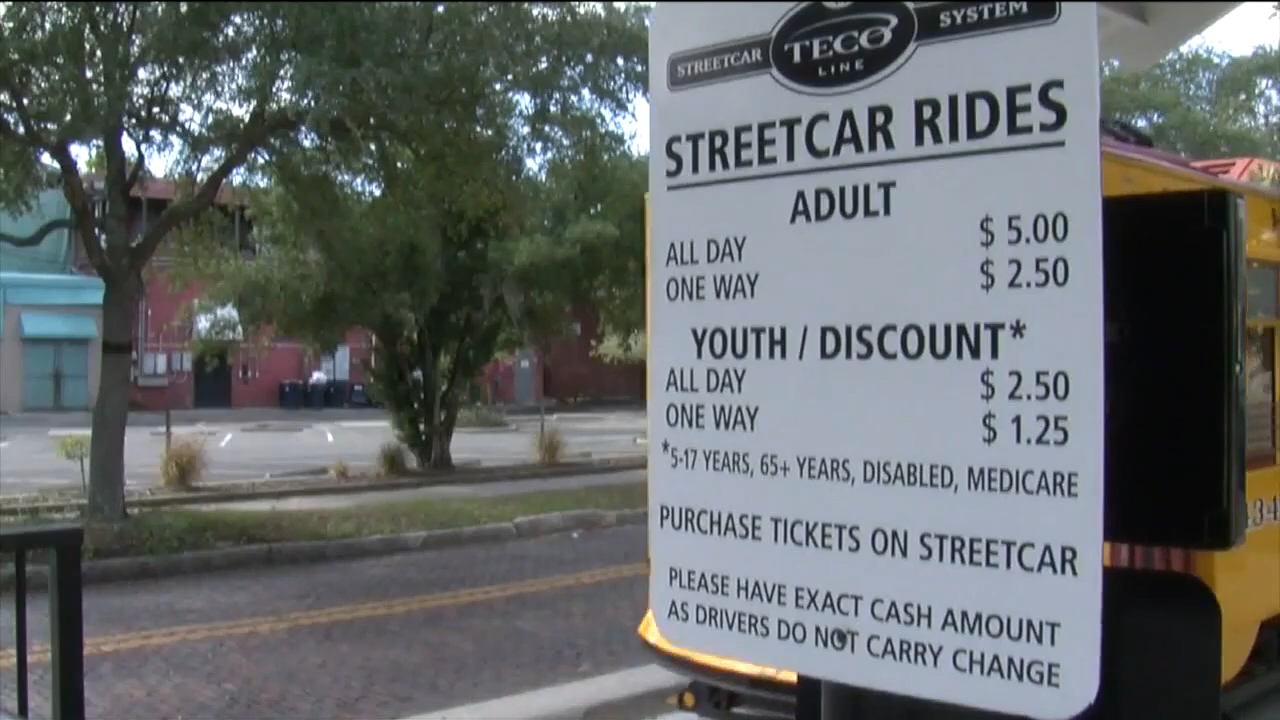 STREETCAR TECO SYSTEM
LINE
STREETCAR RIDES
ADULT
ALL DAY $ 5.00
ONE WAY $ 2.50
YOUTH / DISCOUNT*
ALL DAY $ 2.50
ONE WAY $ 1.25
*5-17 YEARS, 65+ YEARS, DISABLED, MEDICARE
PURCHASE TICKETS ON STREETCAR
PLEASE HAVE EXACT CASH AMOUNT
AS DRIVERS DO NOT CARRY CHANGE